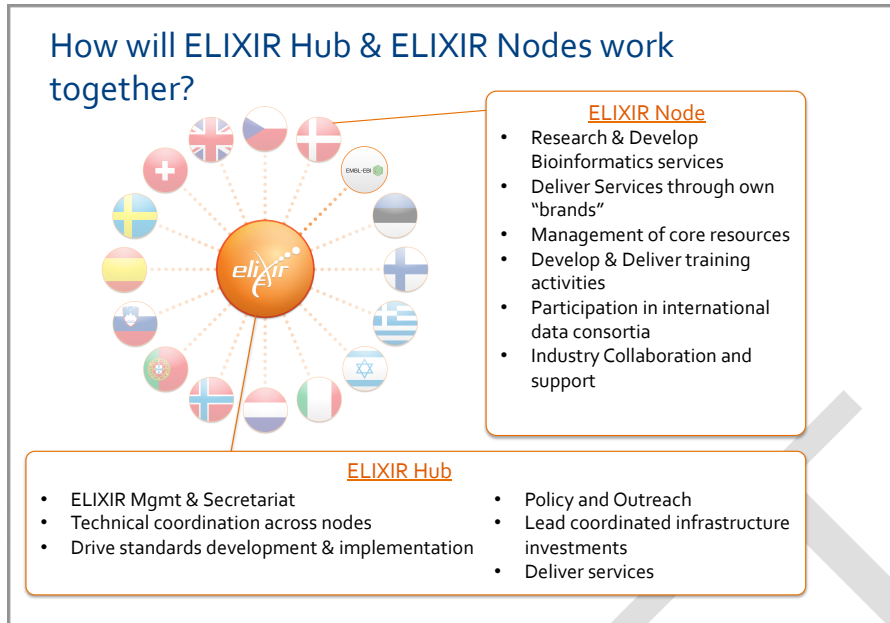 How will ELIXIR Hub & ELIXIR Nodes work
together?
EMBL-EBI
elixir
ELIXIR Node
• Research & Develop
Bioinformatics services
• Deliver Services through own
“brands”
• Management of core resources
• Develop & Deliver training
activities
• Participation in international
data consortia
• Industry Collaboration and
support
ELIXIR Hub
• ELIXIR Mgmt & Secretariat
• Technical coordination across nodes
• Drive standards development & implementation
• Policy and Outreach
• Lead coordinated infrastructure
investments
• Deliver services